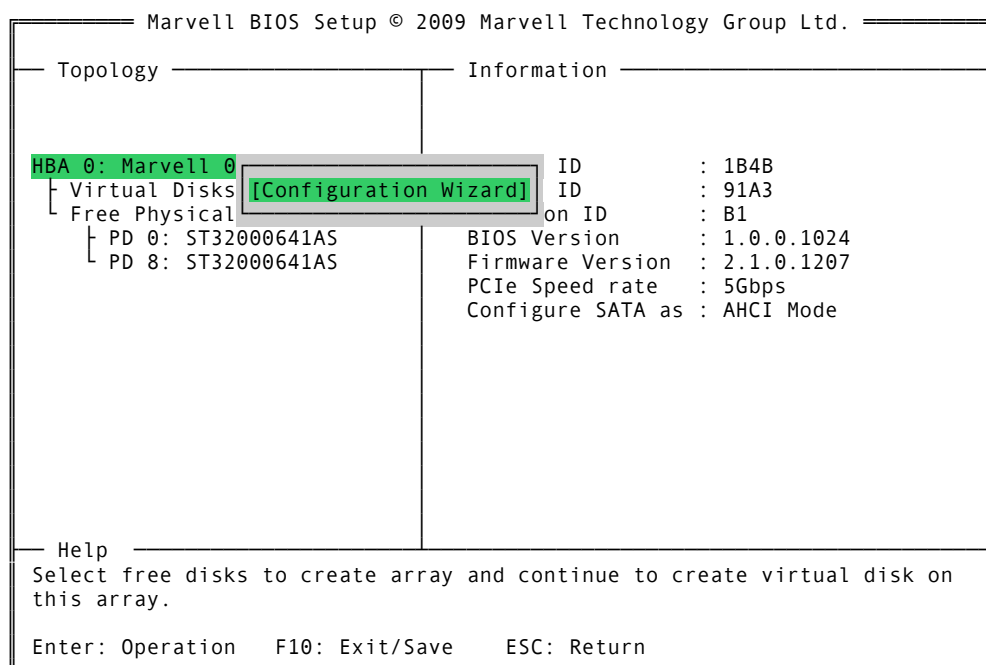 Marvell BIOS Setup © 2009 Marvell Technology Group Ltd.
Topology
HBA 0: Marvell 0
Virtual Disks
Free Physical
PD 0: ST32000641AS
PD 8: ST32000641AS
[Configuration Wizard]
Information
ID : 1B4B
ID : 91A3
on ID : B1
BIOS Version : 1.0.0.1024
Firmware Version : 2.1.0.1207
PCIe Speed rate : 5Gbps
Configure SATA as : AHCI Mode
Help
Select free disks to create array and continue to create virtual disk on
this array.
Enter: Operation F10: Exit/Save ESC: Return